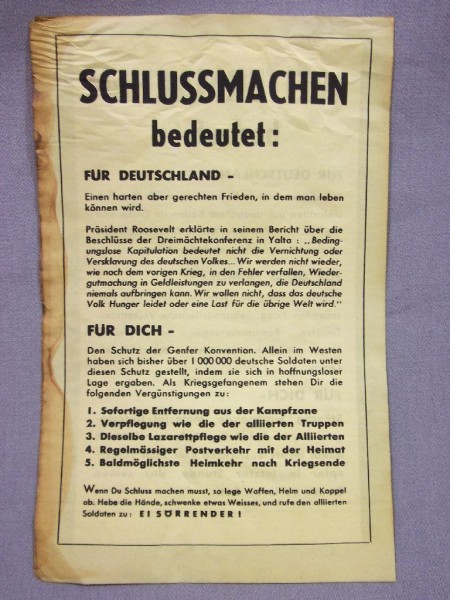 SCHLUSSMACHEN
bedeutet:
FÜR DEUTSCHLAND -
Einen harten aber gerechten Frieden, in dem man leben
können wird.
Präsident Roosevelt erklärte in seinem Bericht über die
Beschlüsse der Dreimächtekonferenz in Yalta : „Beding-
ungslose Kapitulation bedeutet nicht die Vernichtung oder
Versklavung des deutschen Volkes... Wir werden nicht wieder,
wie nach dem vorigen Krieg, in den Fehler verfallen, Wieder-
gutmachung in Geldleistungen zu verlangen, die Deutschland
niemals aufbringen kann. Wir wollen nicht, dass das deutsche
Volk Hunger leidet oder eine Last für die übrige Welt wird."
FÜR DICH -
Den Schutz der Genfer Konvention. Allein im Westen
haben sich bisher über 1 000 000 deutsche Soldaten unter
diesen Schutz gestellt, indem sie sich in hoffnungsloser
Lage ergaben. Als Kriegsgefangenem stehen Dir die
folgenden Vergünstigungen zu:
1. Sofortige Entfernung aus der Kampfzone
2. Verpflegung wie die der alliierten Truppen
3. Dieselbe Lazarettpflege wie die der Alliierten
4. Regelmössiger Postverkehr mit der Heimat
5. Baldmöglichste Heimkehr nach Kriegsende
Wenn Du Schluss machen musst, so lege Waffen, Helm und Koppel
ab. Hebe die Hände, schwenke etwas Weisses, und rufe den alliierten
Soldaten zu: EI SÖRRENDER!